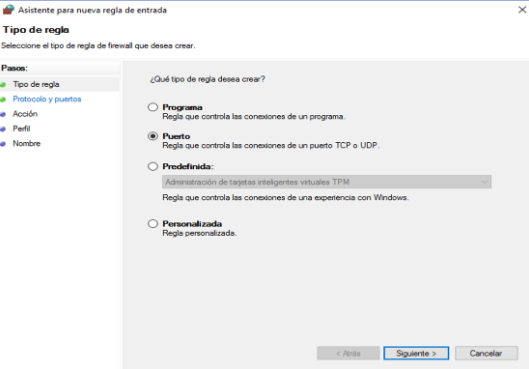 Asistente para nueva regla de entrada
Tipo de regla
Seleccione el tipo de regla de firewall que desea crear.
Pasos:
Tipo de regla
Protocolo y puertos
Acción
Perfil
Nombre
¿Qué tipo de regla desea crear?
Programa
Regla que controla las conexiones de un programa.
Puerto
Regla que controla las conexiones de un puerto TCP o UDP.
Predefinida:
Administración de tarjetas inteligentes virtuales TPM
Regla que controla las conexiones de una experiencia con Windows.
Personalizada
Regla personalizada.
< Atrás Siguiente > Cancelar